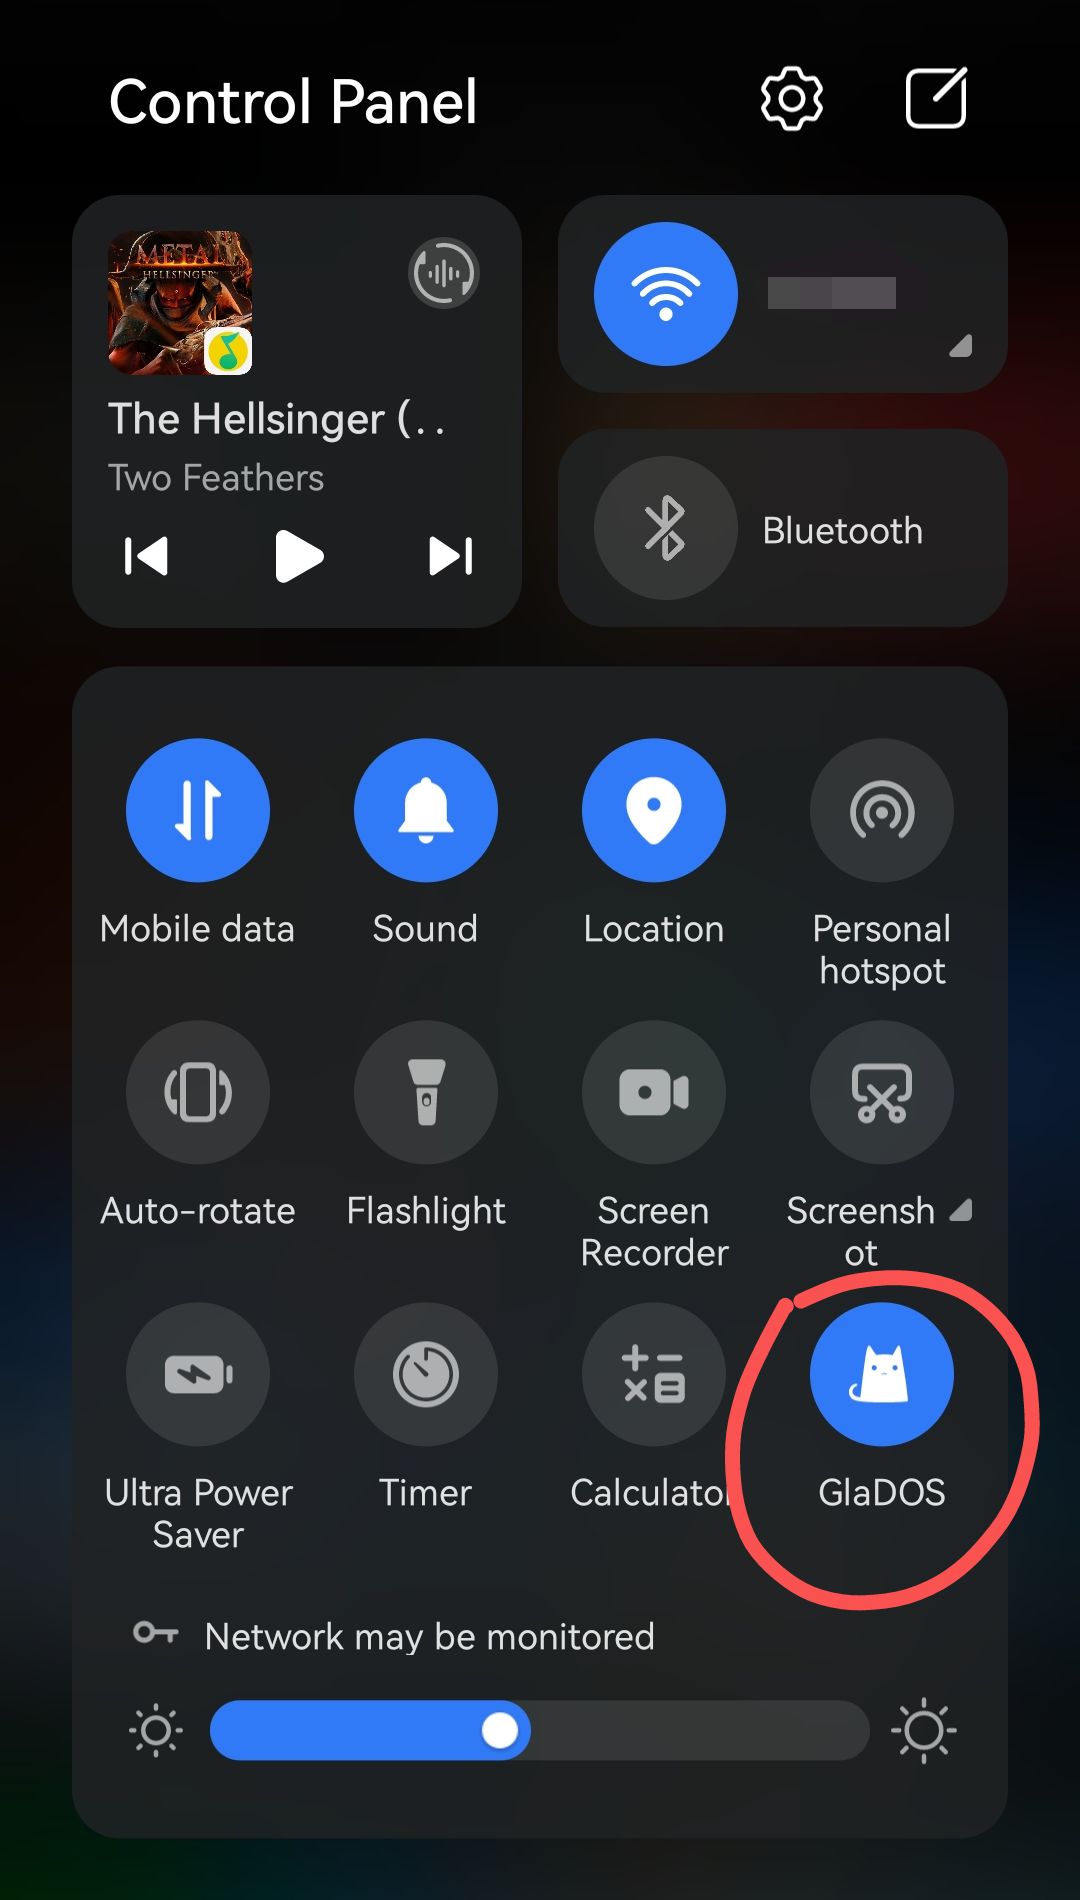 Control Panel
METAL
HELLSINGER
The Hellsinger (..
Two Feathers
Bluetooth
Mobile data
Sound
Location
Personal
hotspot
Auto-rotate
Flashlight
Screen
Recorder
Screensh
ot
Ultra Power
Saver
Timer
Calculator
GlaDOS
Network may be monitored